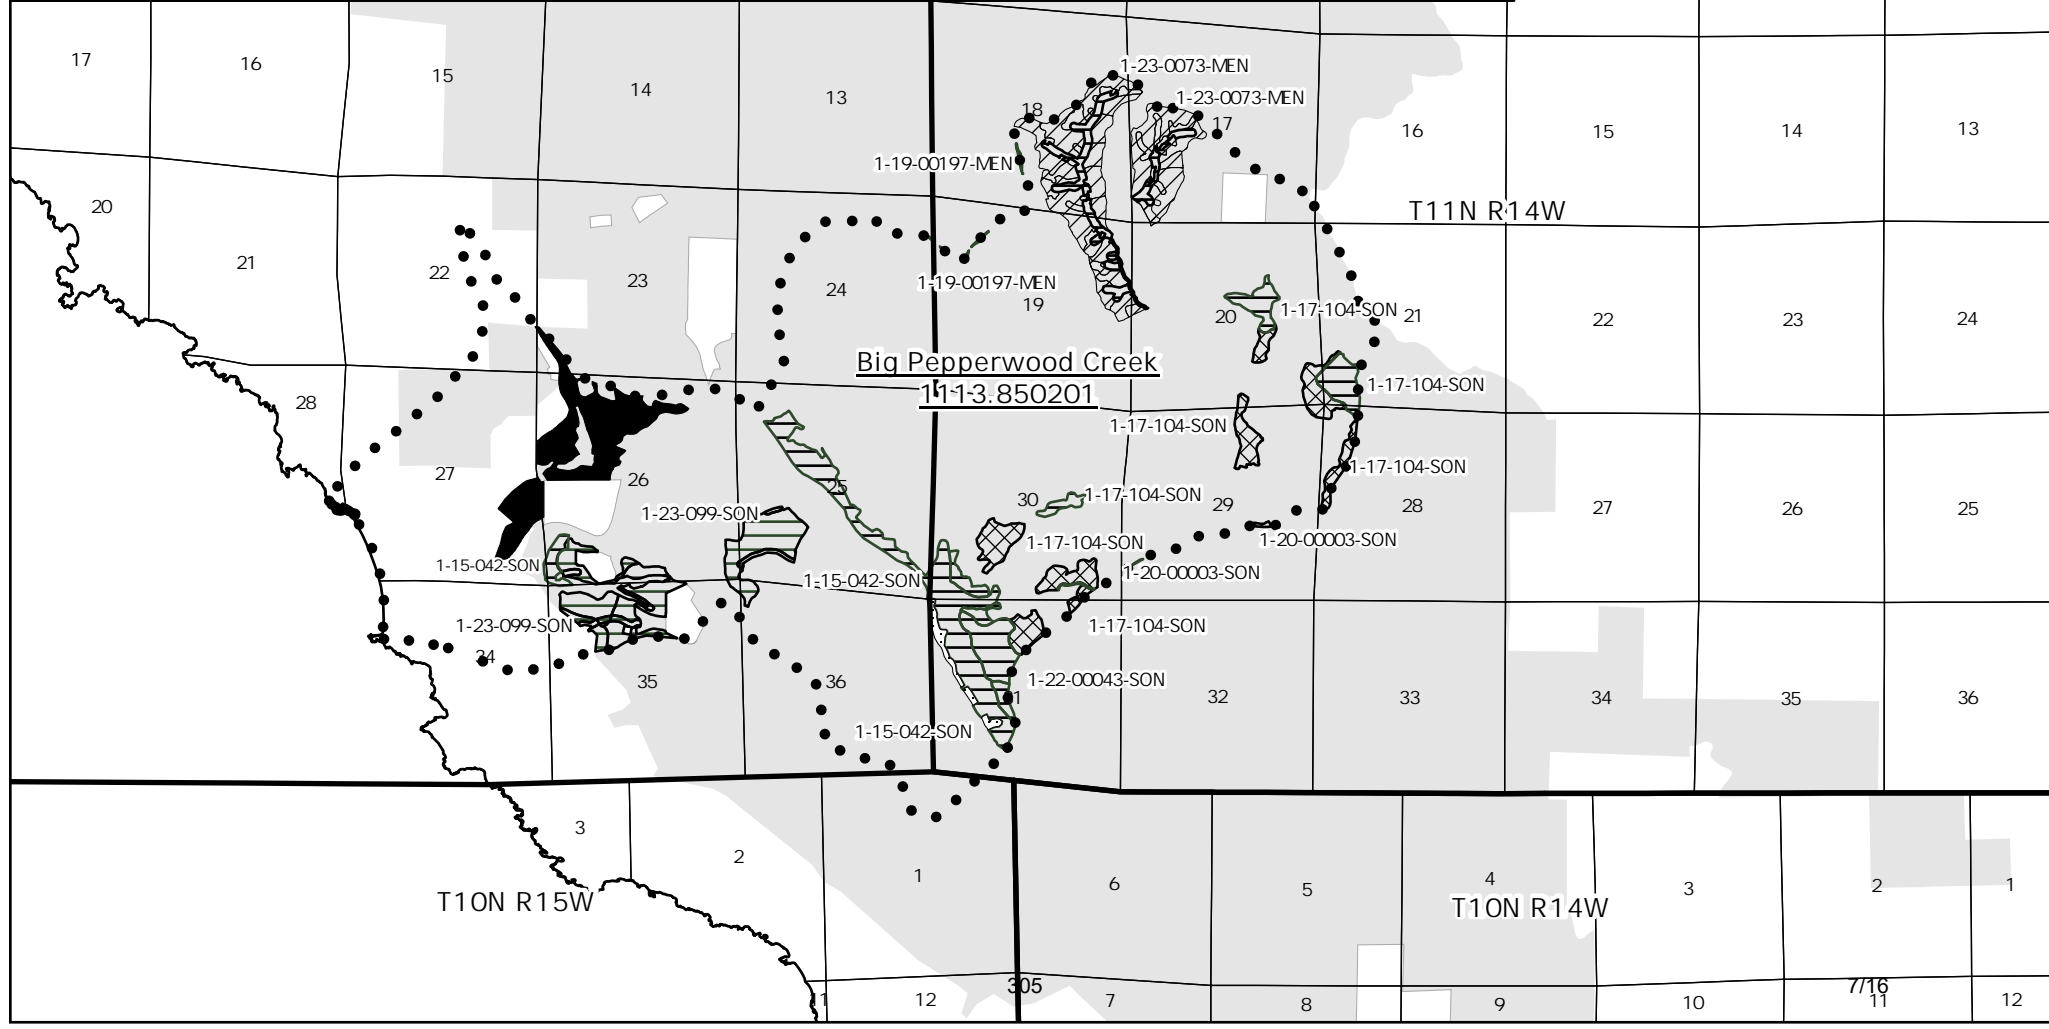 1-23-0073-MEN
17
16
15
14
13
1-23-0073-MEN
18
17
16
15
14
13
1-19-00197-MEN
20
T11N R14W
21
22
23
24
1-19-00197-MEN
19
20
1-17-104-SON
21
22
23
24
Big Pepperwood Creek
1113.850201
1-17-104-SON
28
1-17-104-SON
27
26
25
30
1-17-104-SON
29
1-17-104-SON
28
27
26
25
1-23-099-SON
1-17-104-SON
1-20-00003-SON
1-15-042-SON
1-15-042-SON
1-20-00003-SON
1-23-099-SON
1-17-104-SON
34
35
36
1-22-00043-SON
32
33
34
35
36
1-15-042-SON
3
2
1
6
5
4
3
2
1
T10N R15W
T10N R14W
305
7/16
11
12
7
8
9
10
11
12